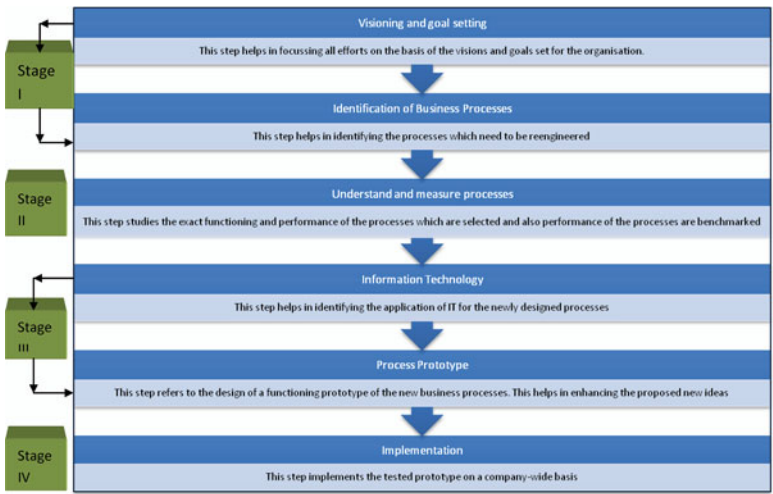 Visioning and goal setting
This step helps in focussing all efforts on the basis of the visions and goals set for the organisation.
Stage
I
Identification of Business Processes
This step helps in identifying the processes which need to be reengineered
Understand and measure processes
Stage
II
This step studies the exact functioning and performance of the processes which are selected and also performance of the processes are benchmarked
Information Technology
This step helps in identifying the application of IT for the newly designed processes
Stage
III
Process Prototype
This step refers to the design of a functioning prototype of the new business processes. This helps in enhancing the proposed new ideas
Implementation
Stage
IV
This step implements the tested prototype on a company-wide basis